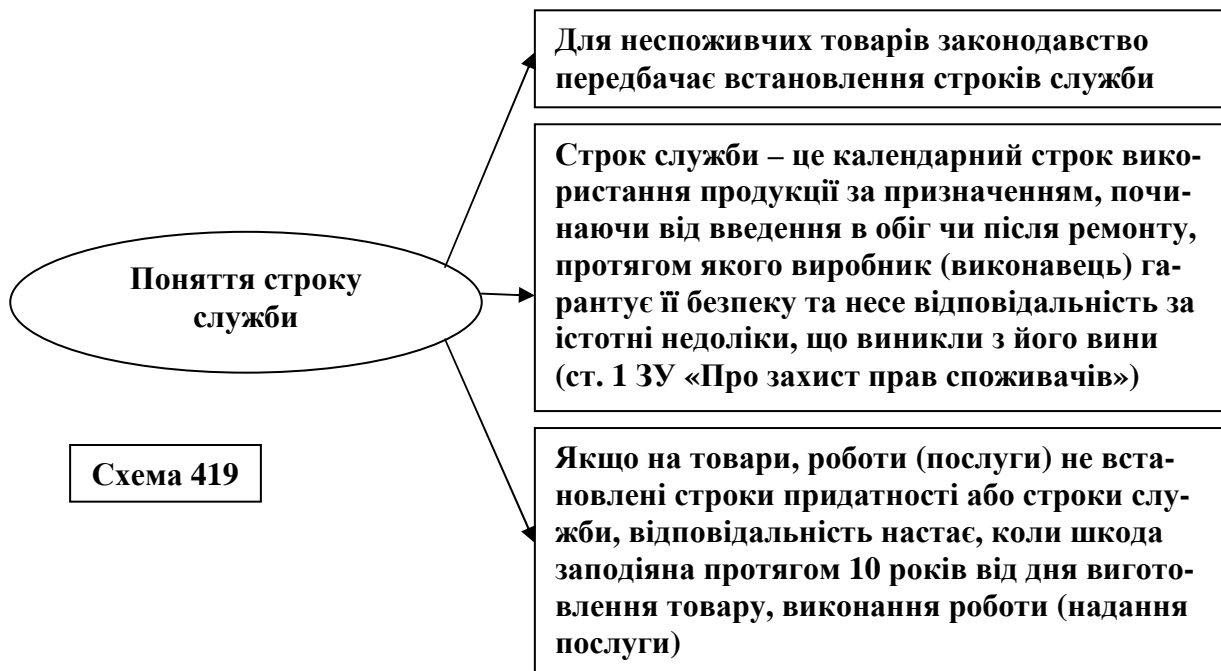 Для неспоживчих товарів законодавство
передбачає встановлення строків служби
Строк служби – це календарний строк вико-
ристання продукції за призначенням, почи-
наючи від введення в обіг чи після ремонту,
протягом якого виробник (виконавець) га-
рантує її безпеку та несе відповідальність за
істотні недоліки, що виникли з його вини
(ст. 1 ЗУ «Про захист прав споживачів»)
Поняття строку
служби
Якщо на товари, роботи (послуги) не вста-
новлені строки придатності або строки слу-
жби, відповідальність настає, коли шкода
заподіяна протягом 10 років від дня вигото-
влення товару, виконання роботи (надання
послуги)
Схема 419